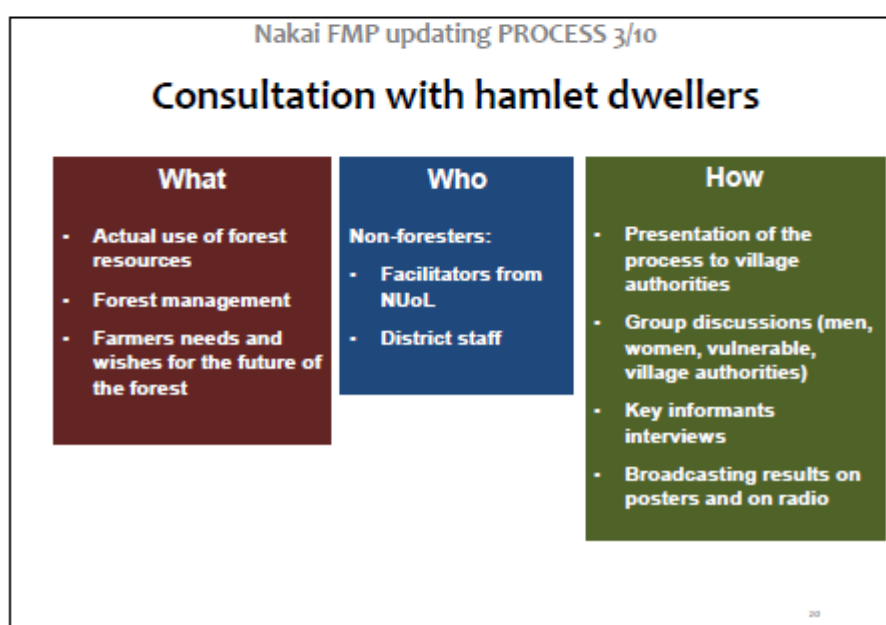 Nakai FMP updating PROCESS 3/10
Consultation with hamlet dwellers
What
• Actual use of forest
resources
• Forest management
• Farmers needs and
wishes for the future of
the forest
Who
Non-foresters:
• Facilitators from
NUoL
• District staff
How
• Presentation of the
process to village
authorities
• Group discussions (men,
women, vulnerable,
village authorities)
• Key informants
interviews
• Broadcasting results on
posters and on radio
20